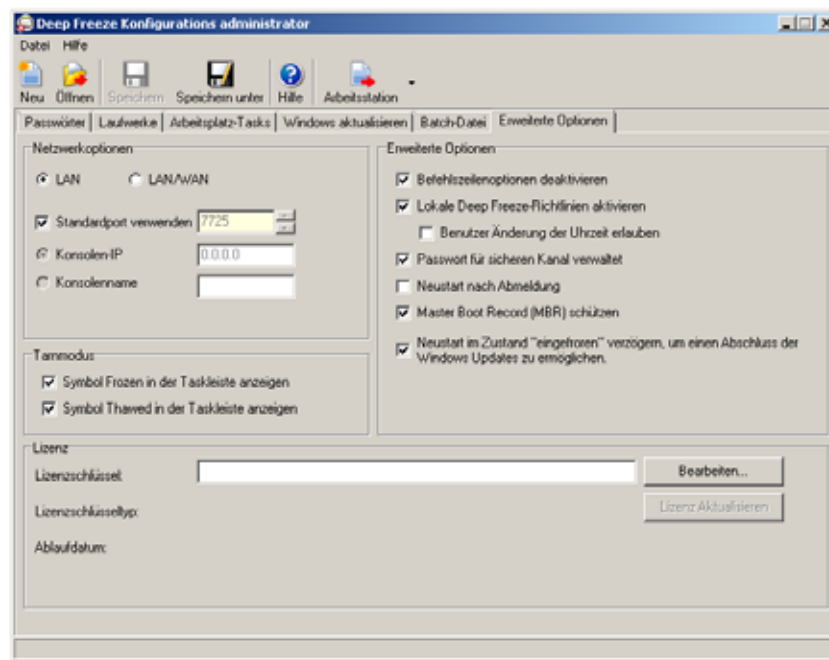 Deep Freeze Konfigurations administrator
Datei Hilfe
Neu Öffnen Speichern Speichern unter Hilfe Arbeitsstation
Passwörter Laufwerke Arbeitsplatz-Tasks Windows aktualisieren Batch-Datei Erweiterte Optionen
Netzwerkoptionen
LAN LAN/WAN
Standardport verwenden 7725
Konsolen-IP 0.0.0.0
Konsolenname
Tarnmodus
Symbol Frozen in der Taskleiste anzeigen
Symbol Thawed in der Taskleiste anzeigen
Erweiterte Optionen
Befehlszeilenoptionen deaktivieren
Lokale Deep Freeze-Richtlinien aktivieren
Benutzer Änderung der Uhrzeit erlauben
Passwort für sicheren Kanal verwaltet
Neustart nach Abmeldung
Master Boot Record (MBR) schützen
Neustart im Zustand "eingefroren" verzögern, um einen Abschluss der
Windows Updates zu ermöglichen.
Lizenz
Lizenzschlüssel: Bearbeiten...
Lizenzschlüsseltyp: Lizenz Aktualisieren
Ablaufdatum: